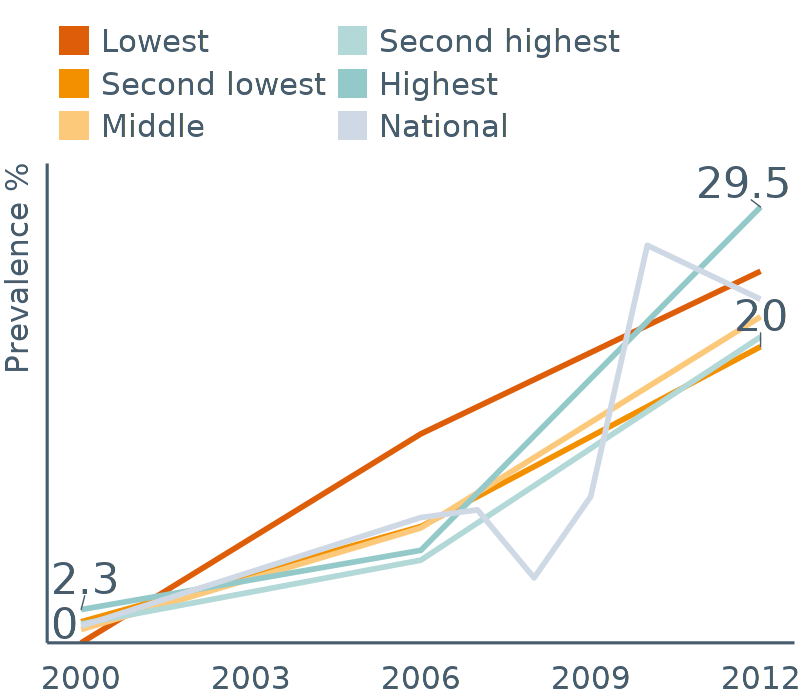 Lowest
Second lowest
Middle
Second highest
Highest
National
Prevalence %
29.5
20
2.3
0
2000 2003 2006 2009 2012